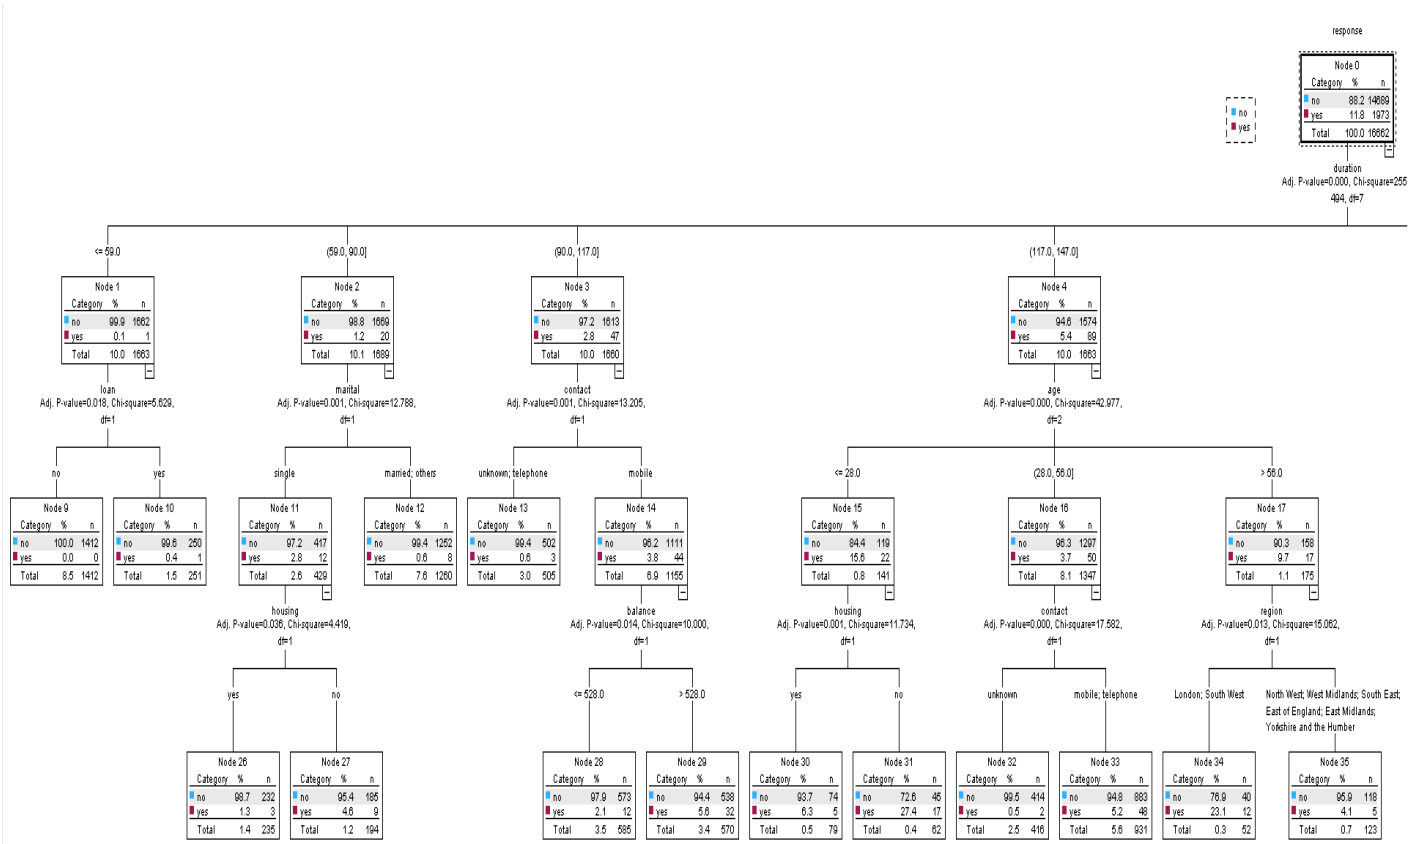 response
Node 0
Category % n
no 88.2 14689
yes 11.8 1973
Total 100.0 16662
no
yes
duration
Adj. P-value=0.000, Chi-square=255
494, df=7
<= 59.0
(59.0, 90.0]
(90.0, 117.0]
(117.0, 147.0]
Node 1
Category % n
no 99.9 1662
yes 0.1 1
Total 10.0 1663
Node 2
Category % n
no 98.8 1669
yes 1.2 20
Total 10.1 1689
Node 3
Category % n
no 97.2 1613
yes 2.8 47
Total 10.0 1660
Node 4
Category % n
no 94.6 1574
yes 5.4 89
Total 10.0 1663
loan
Adj. P-value=0.018, Chi-square=5.629,
df=1
marital
Adj. P-value=0.001, Chi-square=12.788,
df=1
contact
Adj. P-value=0.001, Chi-square=13.205,
df=1
age
Adj. P-value=0.000, Chi-square=42.977,
df=2
no
yes
single
married; others
unknown; telephone
mobile
<= 28.0
(28.0, 56.0]
> 56.0
Node 9
Category % n
no 100.0 1412
yes 0.0 0
Total 8.5 1412
Node 10
Category % n
no 99.6 250
yes 0.4 1
Total 1.5 251
Node 11
Category % n
no 97.2 417
yes 2.8 12
Total 2.6 429
Node 12
Category % n
no 99.4 1252
yes 0.6 8
Total 7.6 1260
Node 13
Category % n
no 99.4 502
yes 0.6 3
Total 3.0 505
Node 14
Category % n
no 96.2 1111
yes 3.8 44
Total 6.9 1155
Node 15
Category % n
no 84.4 119
yes 15.6 22
Total 0.8 141
Node 16
Category % n
no 96.3 1297
yes 3.7 50
Total 8.1 1347
Node 17
Category % n
no 90.3 158
yes 9.7 17
Total 1.1 175
housing
Adj. P-value=0.036, Chi-square=4.419,
df=1
balance
Adj. P-value=0.014, Chi-square=10.000,
df=1
housing
Adj. P-value=0.001, Chi-square=11.734,
df=1
contact
Adj. P-value=0.000, Chi-square=17.582,
df=1
region
Adj. P-value=0.013, Chi-square=15.062,
df=1
yes
no
<= 528.0
> 528.0
yes
no
unknown
mobile; telephone
London; South West
North West; West Midlands; South East;
East of England; East Midlands;
Yorkshire and the Humber
Node 26
Category % n
no 98.7 232
yes 1.3 3
Total 1.4 235
Node 27
Category % n
no 95.4 185
yes 4.6 9
Total 1.2 194
Node 28
Category % n
no 97.9 573
yes 2.1 12
Total 3.5 585
Node 29
Category % n
no 94.4 538
yes 5.6 32
Total 3.4 570
Node 30
Category % n
no 93.7 74
yes 6.3 5
Total 0.5 79
Node 31
Category % n
no 72.6 45
yes 27.4 17
Total 0.4 62
Node 32
Category % n
no 99.5 414
yes 0.5 2
Total 2.5 416
Node 33
Category % n
no 94.8 883
yes 5.2 48
Total 5.6 931
Node 34
Category % n
no 76.9 40
yes 23.1 12
Total 0.3 52
Node 35
Category % n
no 95.9 118
yes 4.1 5
Total 0.7 123